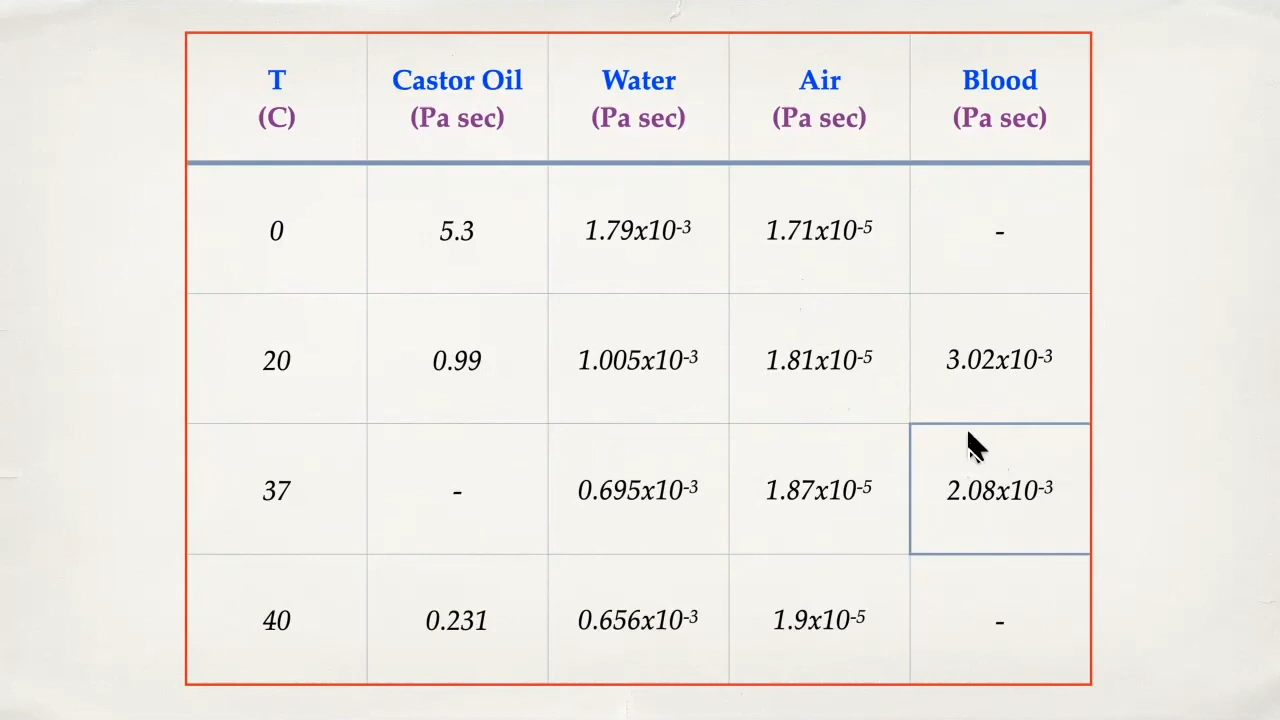 T Castor Oil Water Air Blood
(C) (Pa sec) (Pa sec) (Pa sec) (Pa sec)
0 5.3 1.79x10⁻³ 1.71x10⁻⁵ -
20 0.99 1.005x10⁻³ 1.81x10⁻⁵ 3.02x10⁻³
37 - 0.695x10⁻³ 1.87x10⁻⁵ 2.08x10⁻³
40 0.231 0.656x10⁻³ 1.9x10⁻⁵ -